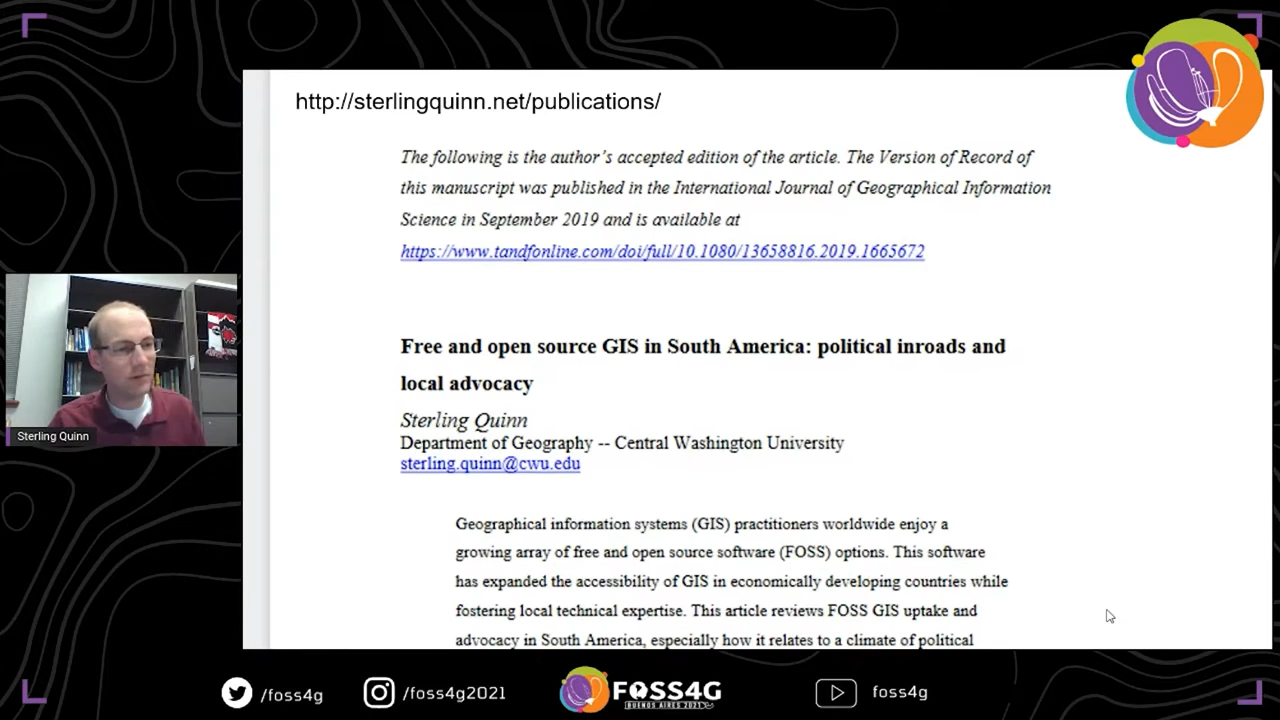 http://sterlingquinn.net/publications/
The following is the author's accepted edition of the article. The Version of Record of
this manuscript was published in the International Journal of Geographical Information
Science in September 2019 and is available at
https://www.tandfonline.com/doi/full/10.1080/13658816.2019.1665672
Free and open source GIS in South America: political inroads and
local advocacy
Sterling Quinn
Department of Geography -- Central Washington University
sterling.quinn@cwu.edu
Geographical information systems (GIS) practitioners worldwide enjoy a
growing array of free and open source software (FOSS) options. This software
has expanded the accessibility of GIS in economically developing countries while
fostering local technical expertise. This article reviews FOSS GIS uptake and
advocacy in South America, especially how it relates to a climate of political
Sterling Quinn
/foss4g
/foss4g2021
FOSS4G
BUENOS AIRES 2021
foss4g